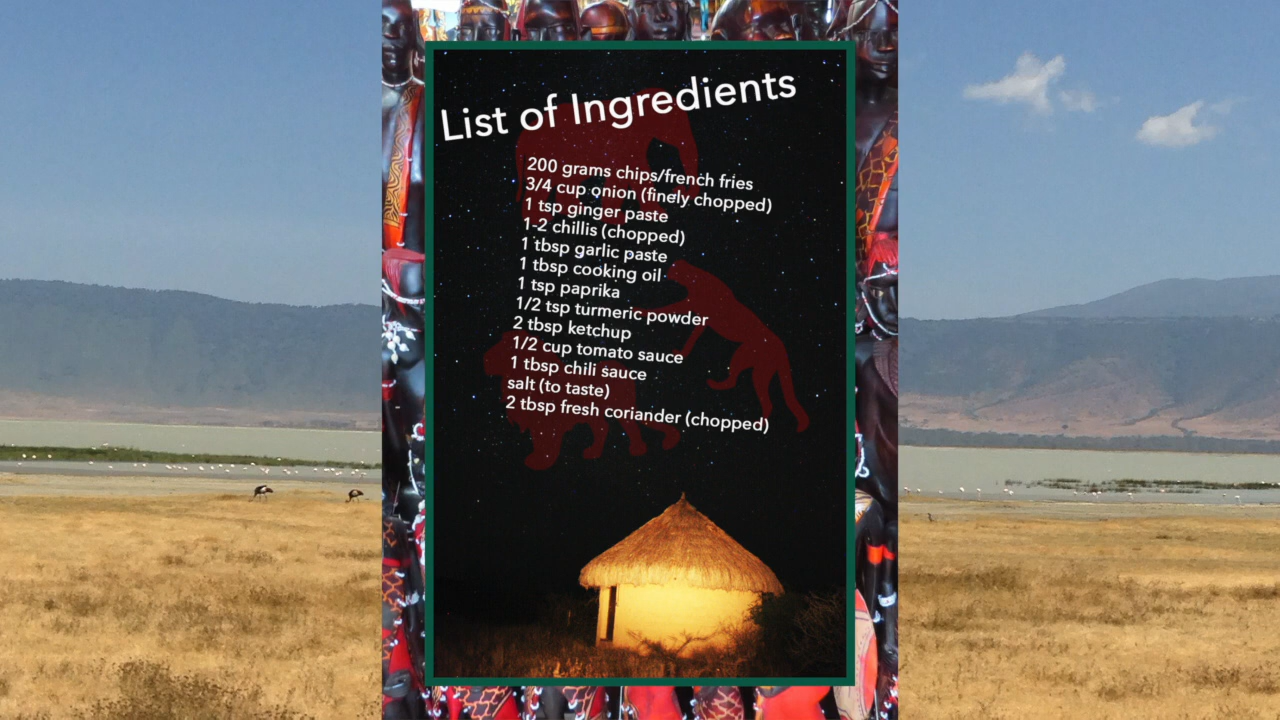 List of Ingredients
200 grams chips/french fries
3/4 cup onion (finely chopped)
1 tsp ginger paste
1-2 chillis (chopped)
1 tbsp garlic paste
1 tbsp cooking oil
1 tsp paprika
1/2 tsp turmeric powder
2 tbsp ketchup
1/2 cup tomato sauce
1 tbsp chili sauce
salt (to taste)
2 tbsp fresh coriander (chopped)